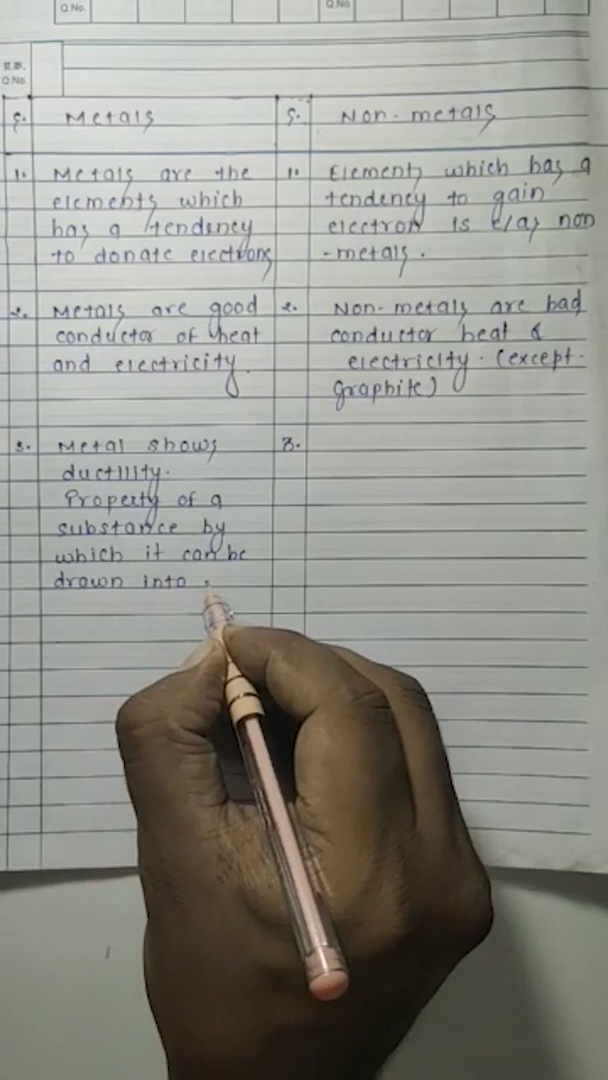 Q.No.
Q.No.
प्र.क्र.
Q.No.
Metals
Non-metals
1. Metals are the
elements which
has a tendency
to donate electrons
1. Elements which has a
tendency to gain
electron is k/as non
-metals.
2. Metals are good
conductor of heat
and electricity.
2. Non-metals are bad
conductor heat &
electricity. (except-
graphite)
3. Metal shows
ductility.
Property of a
substance by
which it can be
drawn into
3.